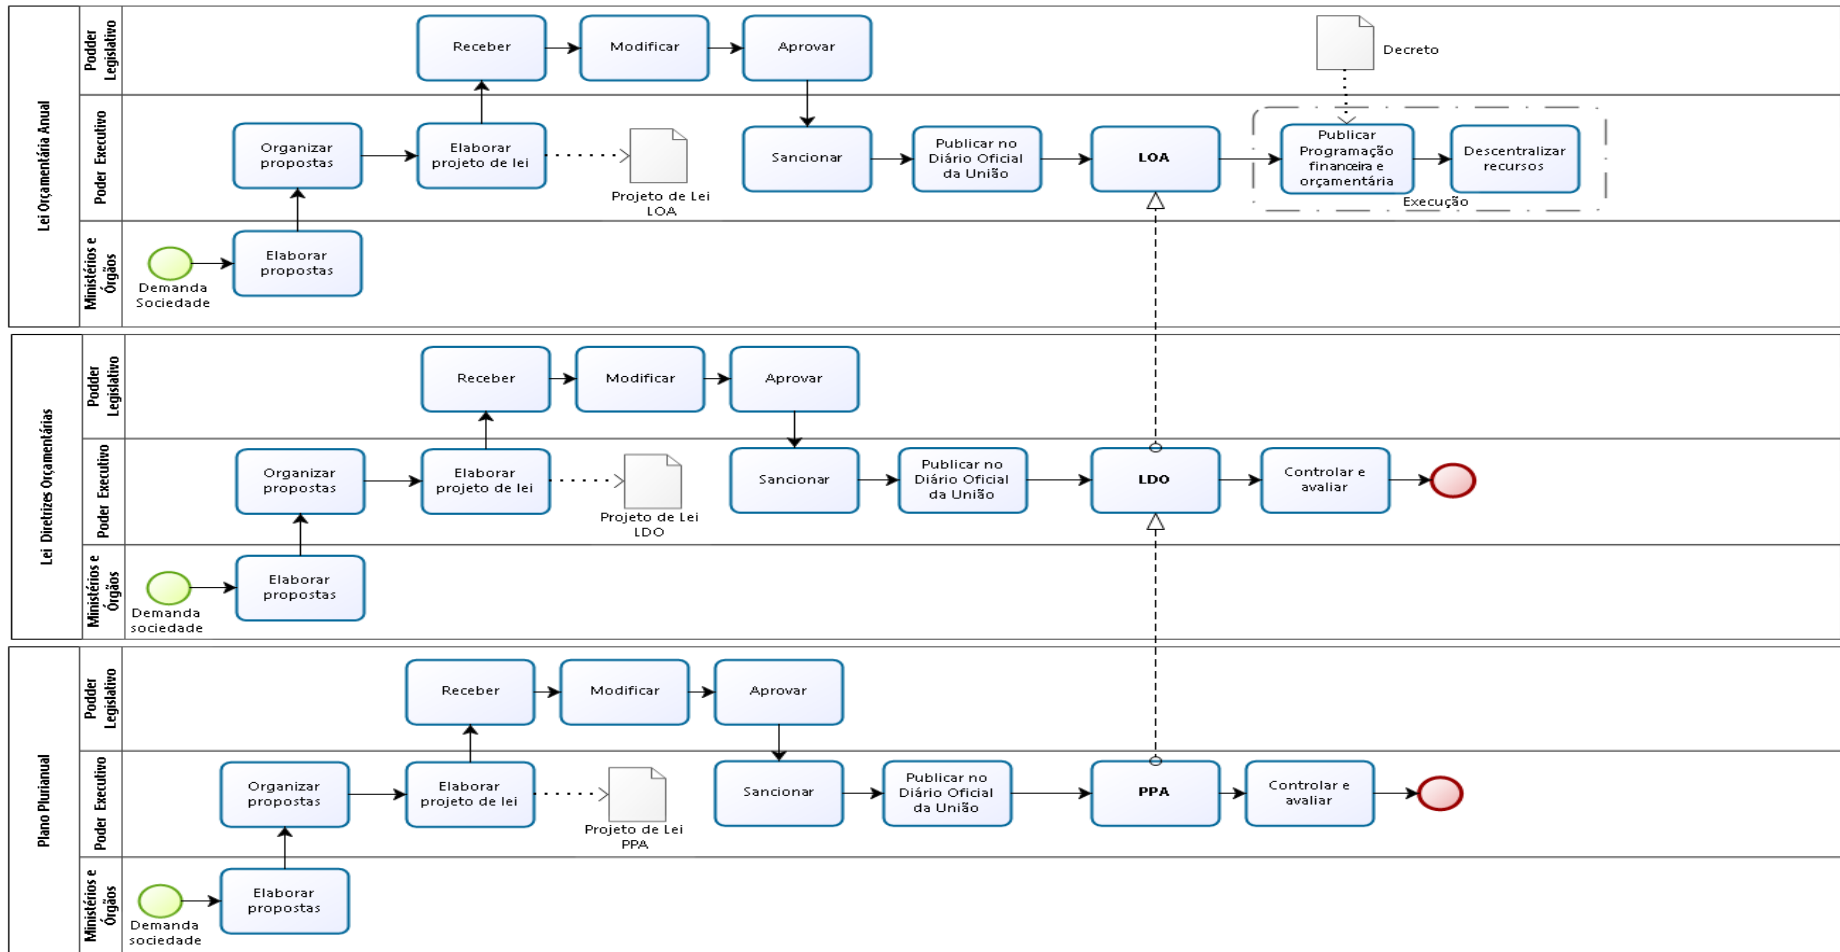 Lei Orçamentária Anual
Podder
Legislativo
Receber
Modificar
Aprovar
Decreto
Poder Executivo
Organizar
propostas
Elaborar
projeto de lei
Projeto de Lei
LOA
Sancionar
Publicar no
Diário Oficial
da União
LOA
Publicar
Programação
financeira e
orçamentária
Descentralizar
recursos
Execução
Ministérios e
Órgãos
Demanda
Sociedade
Elaborar
propostas
Lei Diretrizes Orçamentárias
Podder
Legislativo
Receber
Modificar
Aprovar
Poder Executivo
Organizar
propostas
Elaborar
projeto de lei
Projeto de Lei
LDO
Sancionar
Publicar no
Diário Oficial
da União
LDO
Controlar e
avaliar
Ministérios e
Órgãos
Demanda
sociedade
Elaborar
propostas
Plano Plurianual
Podder
Legislativo
Receber
Modificar
Aprovar
Poder Executivo
Organizar
propostas
Elaborar
projeto de lei
Projeto de Lei
PPA
Sancionar
Publicar no
Diário Oficial
da União
PPA
Controlar e
avaliar
Ministérios e
Órgãos
Demanda
sociedade
Elaborar
propostas